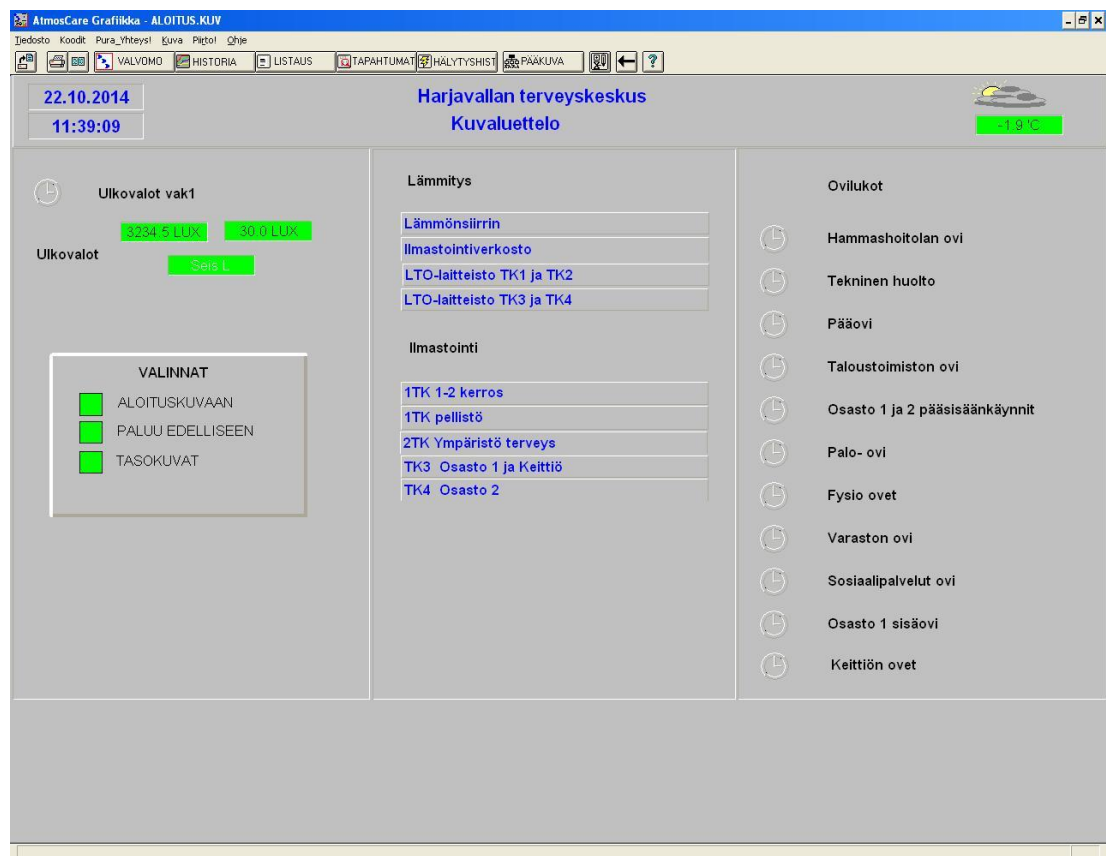 AtmosCare Grafiikka - ALOITUS.KUV
Tiedosto Koodit Pura_Yhteys! Kuva Piirto! Ohje
VALVOMO HISTORIA LISTAUS TAPAHTUMAT HÄLYTYSHIST PÄÄKUVA
22.10.2014
11:39:09
Harjavallan terveyskeskus
Kuvaluettelo
-1.9 'C
Ulkovalot vak1
3234.5 LUX 30.0 LUX
Ulkovalot
Seis L
VALINNAT
ALOITUSKUVAAN
PALUU EDELLISEEN
TASOKUVAT
Lämmitys
Lämmönsiirrin
Ilmastointiverkosto
LTO-laitteisto TK1 ja TK2
LTO-laitteisto TK3 ja TK4
Ilmastointi
1TK 1-2 kerros
1TK pellistö
2TK Ympäristö terveys
TK3 Osasto 1 ja Keittiö
TK4 Osasto 2
Ovilukot
Hammashoitolan ovi
Tekninen huolto
Pääovi
Taloustoimiston ovi
Osasto 1 ja 2 pääsisäänkäynnit
Palo- ovi
Fysio ovet
Varaston ovi
Sosiaalipalvelut ovi
Osasto 1 sisäovi
Keittiön ovet